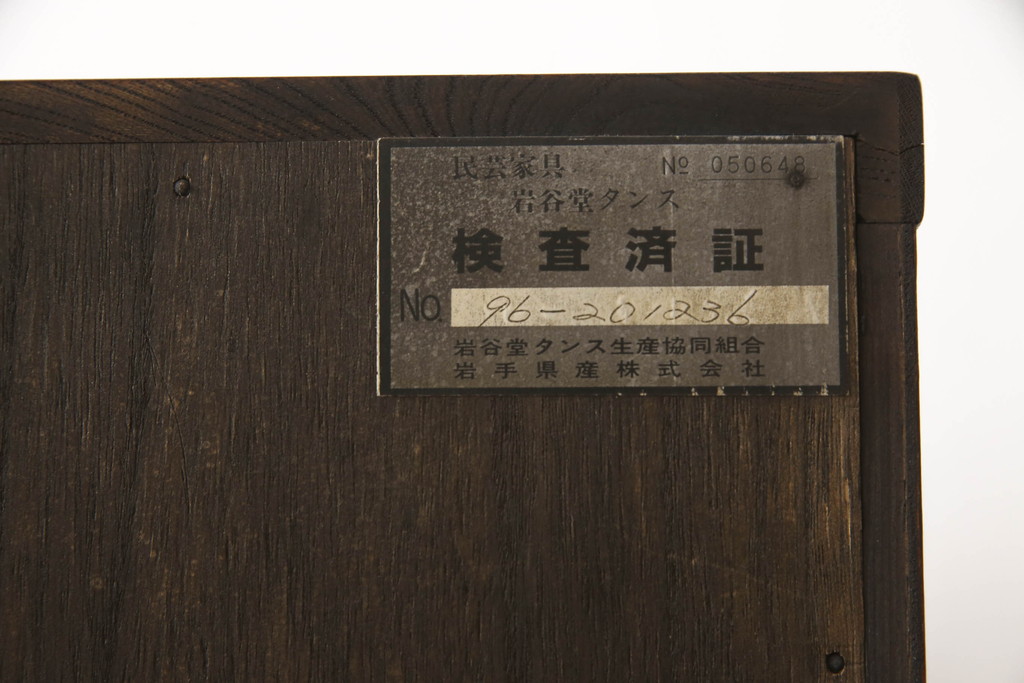 民芸家具 Nº 050648
岩谷堂タンス
検査済証
No. 96-201236
岩谷堂タンス生産協同組合
岩手県産株式会社